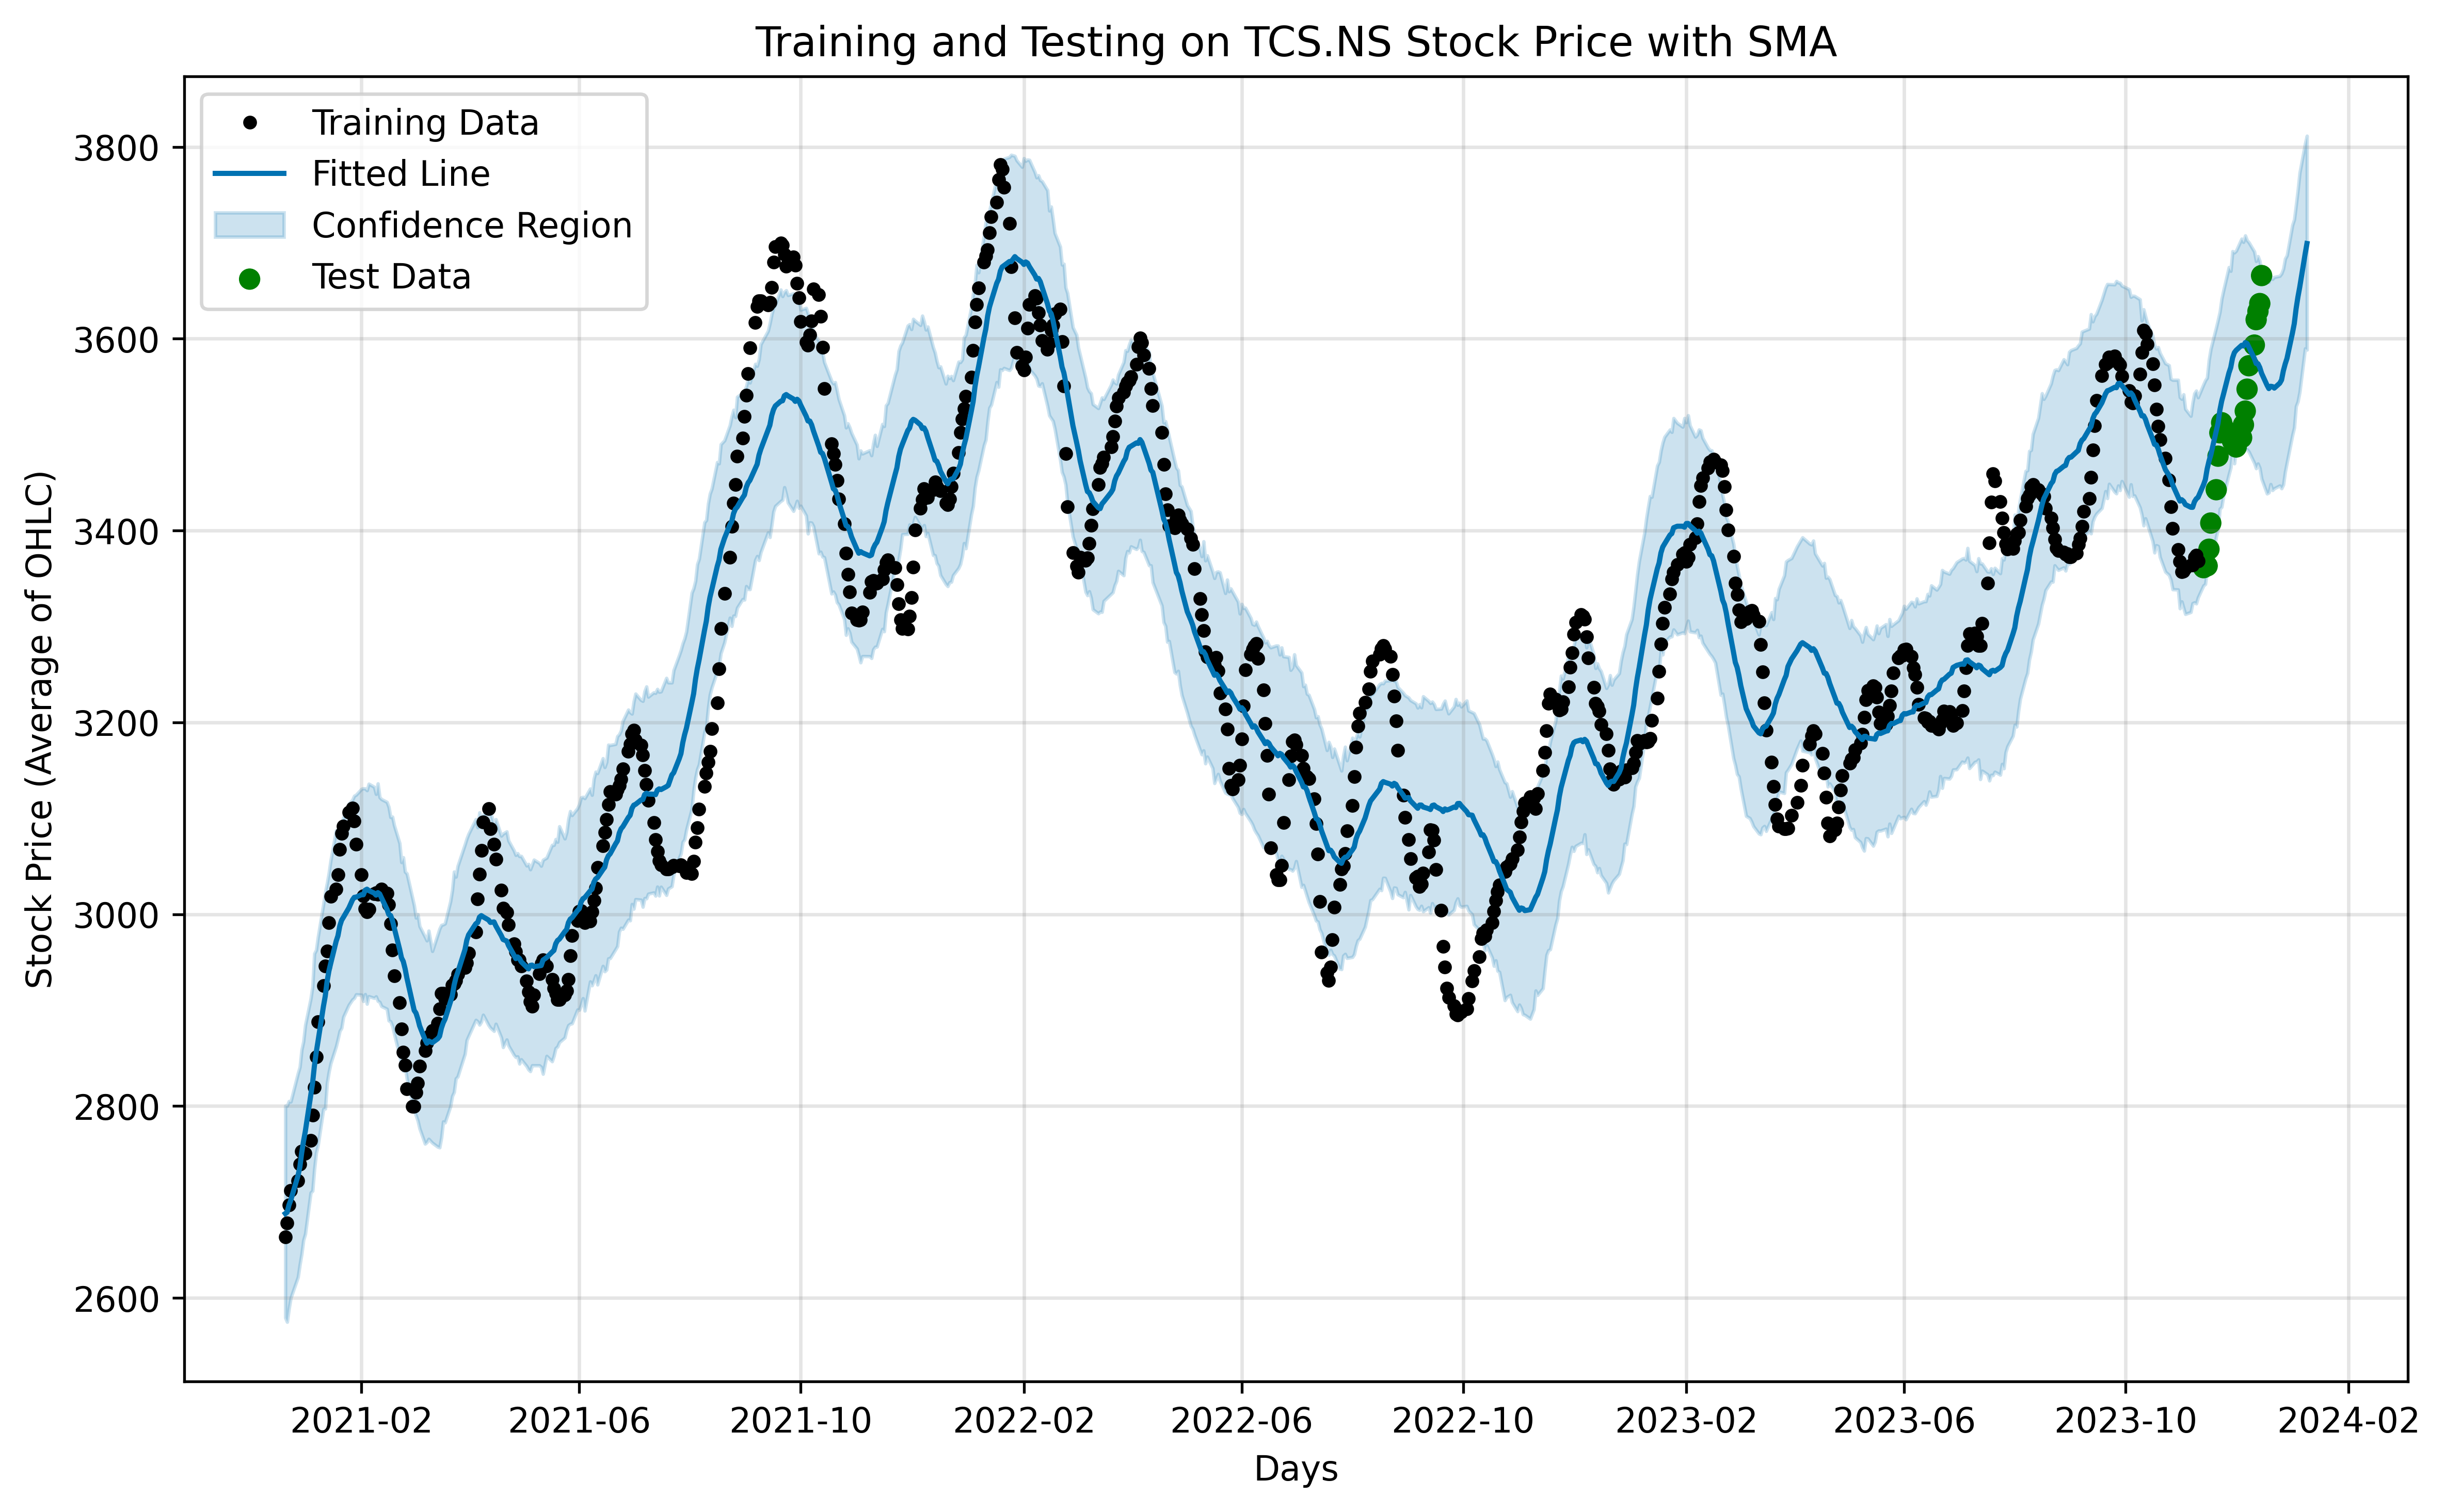 Training and Testing on TCS.NS Stock Price with SMA
Training Data
Fitted Line
Confidence Region
Test Data
3800
3600
3400
3200
3000
2800
2600
Stock Price (Average of OHLC)
2021-02
2021-06
2021-10
2022-02
2022-06
2022-10
2023-02
2023-06
2023-10
2024-02
Days